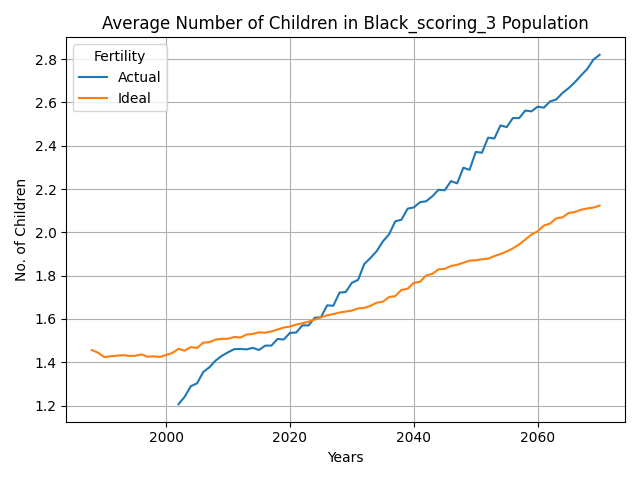 Average Number of Children in Black_scoring_3 Population
Fertility
Actual
Ideal
No. of Children
2.8
2.6
2.4
2.2
2.0
1.8
1.6
1.4
1.2
2000 2020 2040 2060
Years